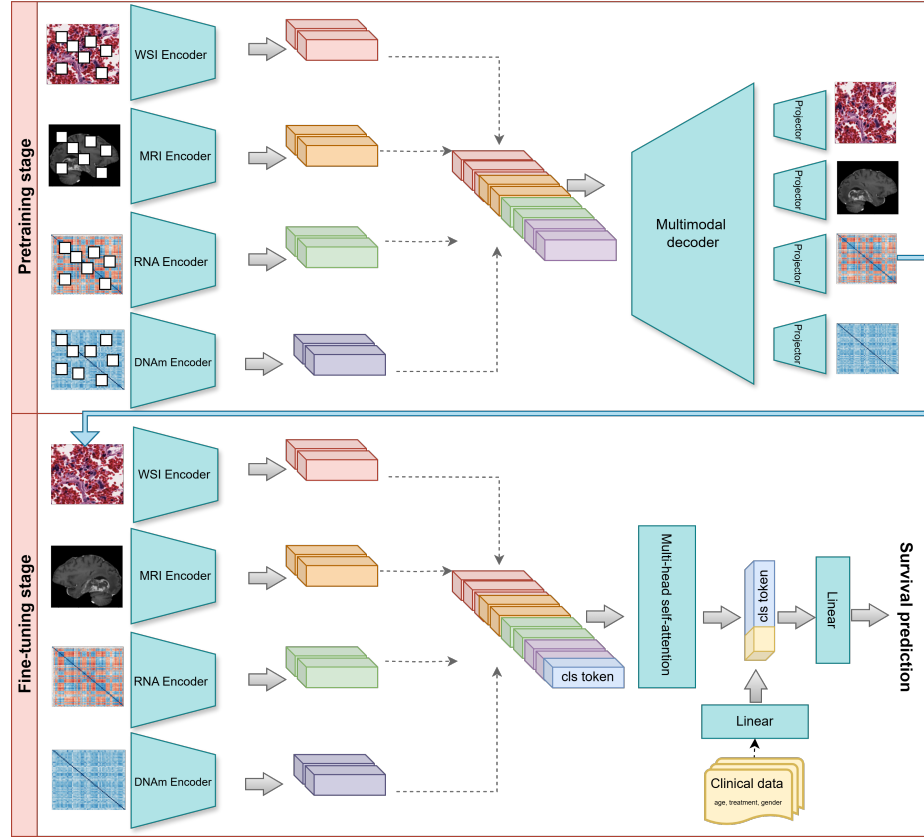 Pretraining stage
WSI Encoder
MRI Encoder
RNA Encoder
DNAm Encoder
Multimodal
decoder
Projector
Projector
Projector
Projector
Fine-tuning stage
WSI Encoder
MRI Encoder
RNA Encoder
DNAm Encoder
cls token
Multi-head self-attention
cls token
Linear
Survival prediction
Linear
Clinical data
age, treatment, gender